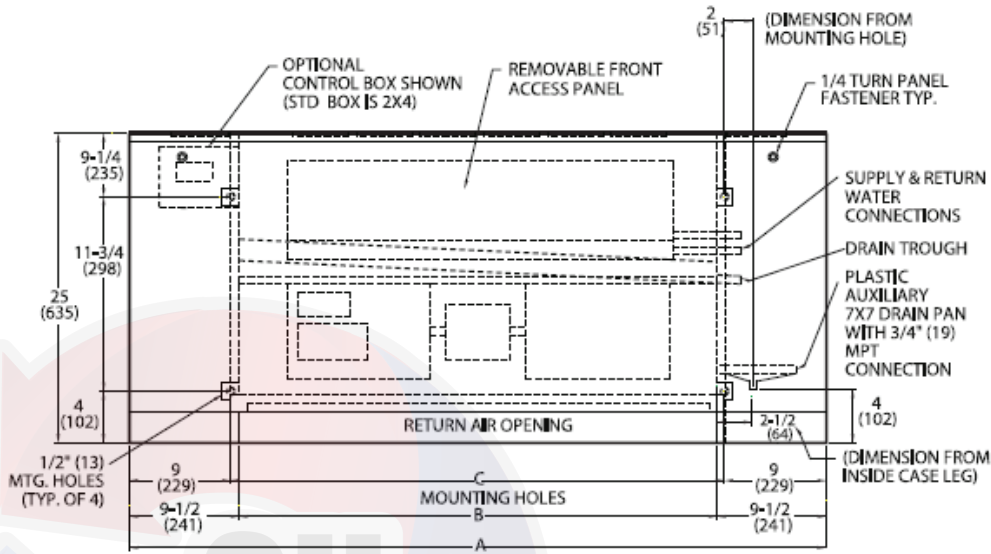 2
(51)
(DIMENSION FROM
MOUNTING HOLE)
OPTIONAL
CONTROL BOX SHOWN
(STD BOX IS 2X4)
REMOVABLE FRONT
ACCESS PANEL
1/4 TURN PANEL
FASTENER TYP.
9-1/4
(235)
SUPPLY & RETURN
WATER
CONNECTIONS
11-3/4
(298)
DRAIN TROUGH
25
(635)
PLASTIC
AUXILIARY
7X7 DRAIN PAN
WITH 3/4" (19)
MPT
CONNECTION
4
(102)
4
(102)
RETURN AIR OPENING
2-1/2
(64)
1/2" (13)
MTG. HOLES
(TYP. OF 4)
(DIMENSION FROM
INSIDE CASE LEG)
9
(229)
C
9
(229)
MOUNTING HOLES
9-1/2
(241)
B
9-1/2
(241)
A